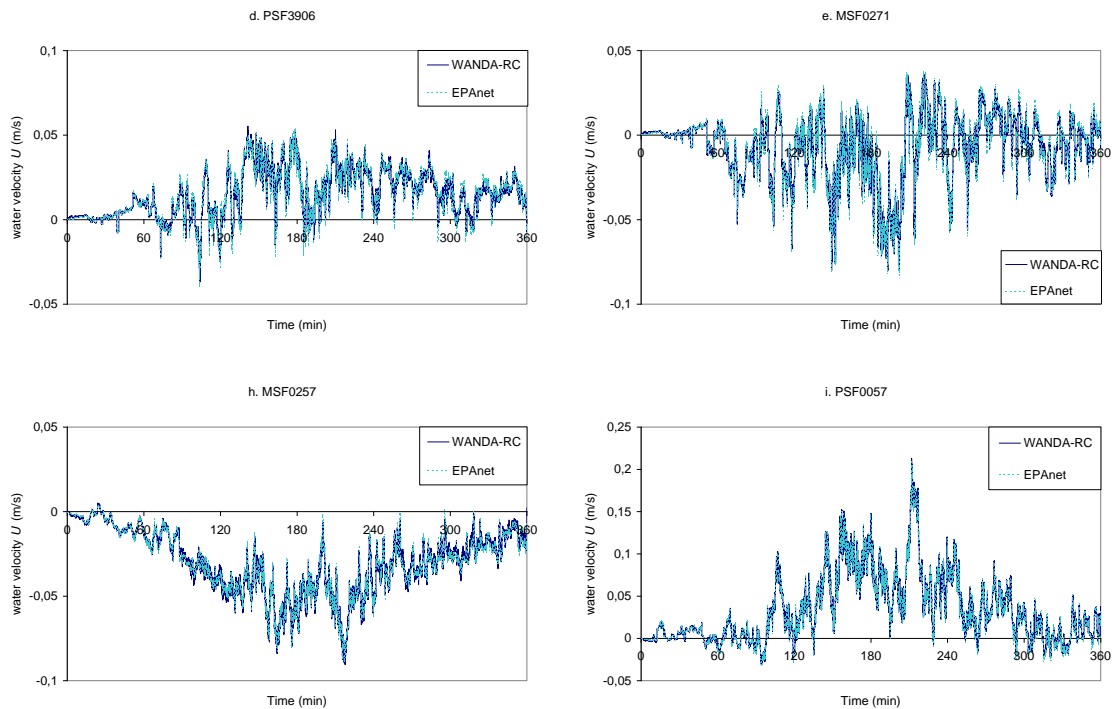 d. PSF3906
0,1
0,05
0
-0,05
water velocity U (m/s)
0 60 120 180 240 300 360
Time (min)
WANDA-RC
EPAnet
e. MSF0271
0,05
0
-0,05
-0,1
water velocity U (m/s)
0 60 120 180 240 300 360
Time (min)
WANDA-RC
EPAnet
h. MSF0257
0,05
0
-0,05
-0,1
water velocity U (m/s)
0 60 120 180 240 300 360
Time (min)
WANDA-RC
EPAnet
i. PSF0057
0,25
0,2
0,15
0,1
0,05
0
-0,05
water velocity U (m/s)
0 60 120 180 240 300 360
Time (min)
WANDA-RC
EPAnet